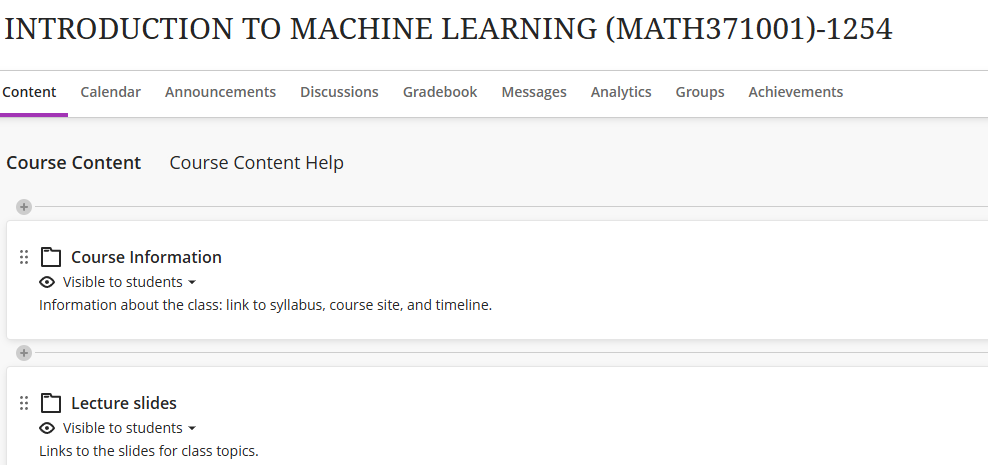 INTRODUCTION TO MACHINE LEARNING (MATH371001)-1254
Content Calendar Announcements Discussions Gradebook Messages Analytics Groups Achievements
Course Content Course Content Help
Course Information
Visible to students
Information about the class: link to syllabus, course site, and timeline.
Lecture slides
Visible to students
Links to the slides for class topics.